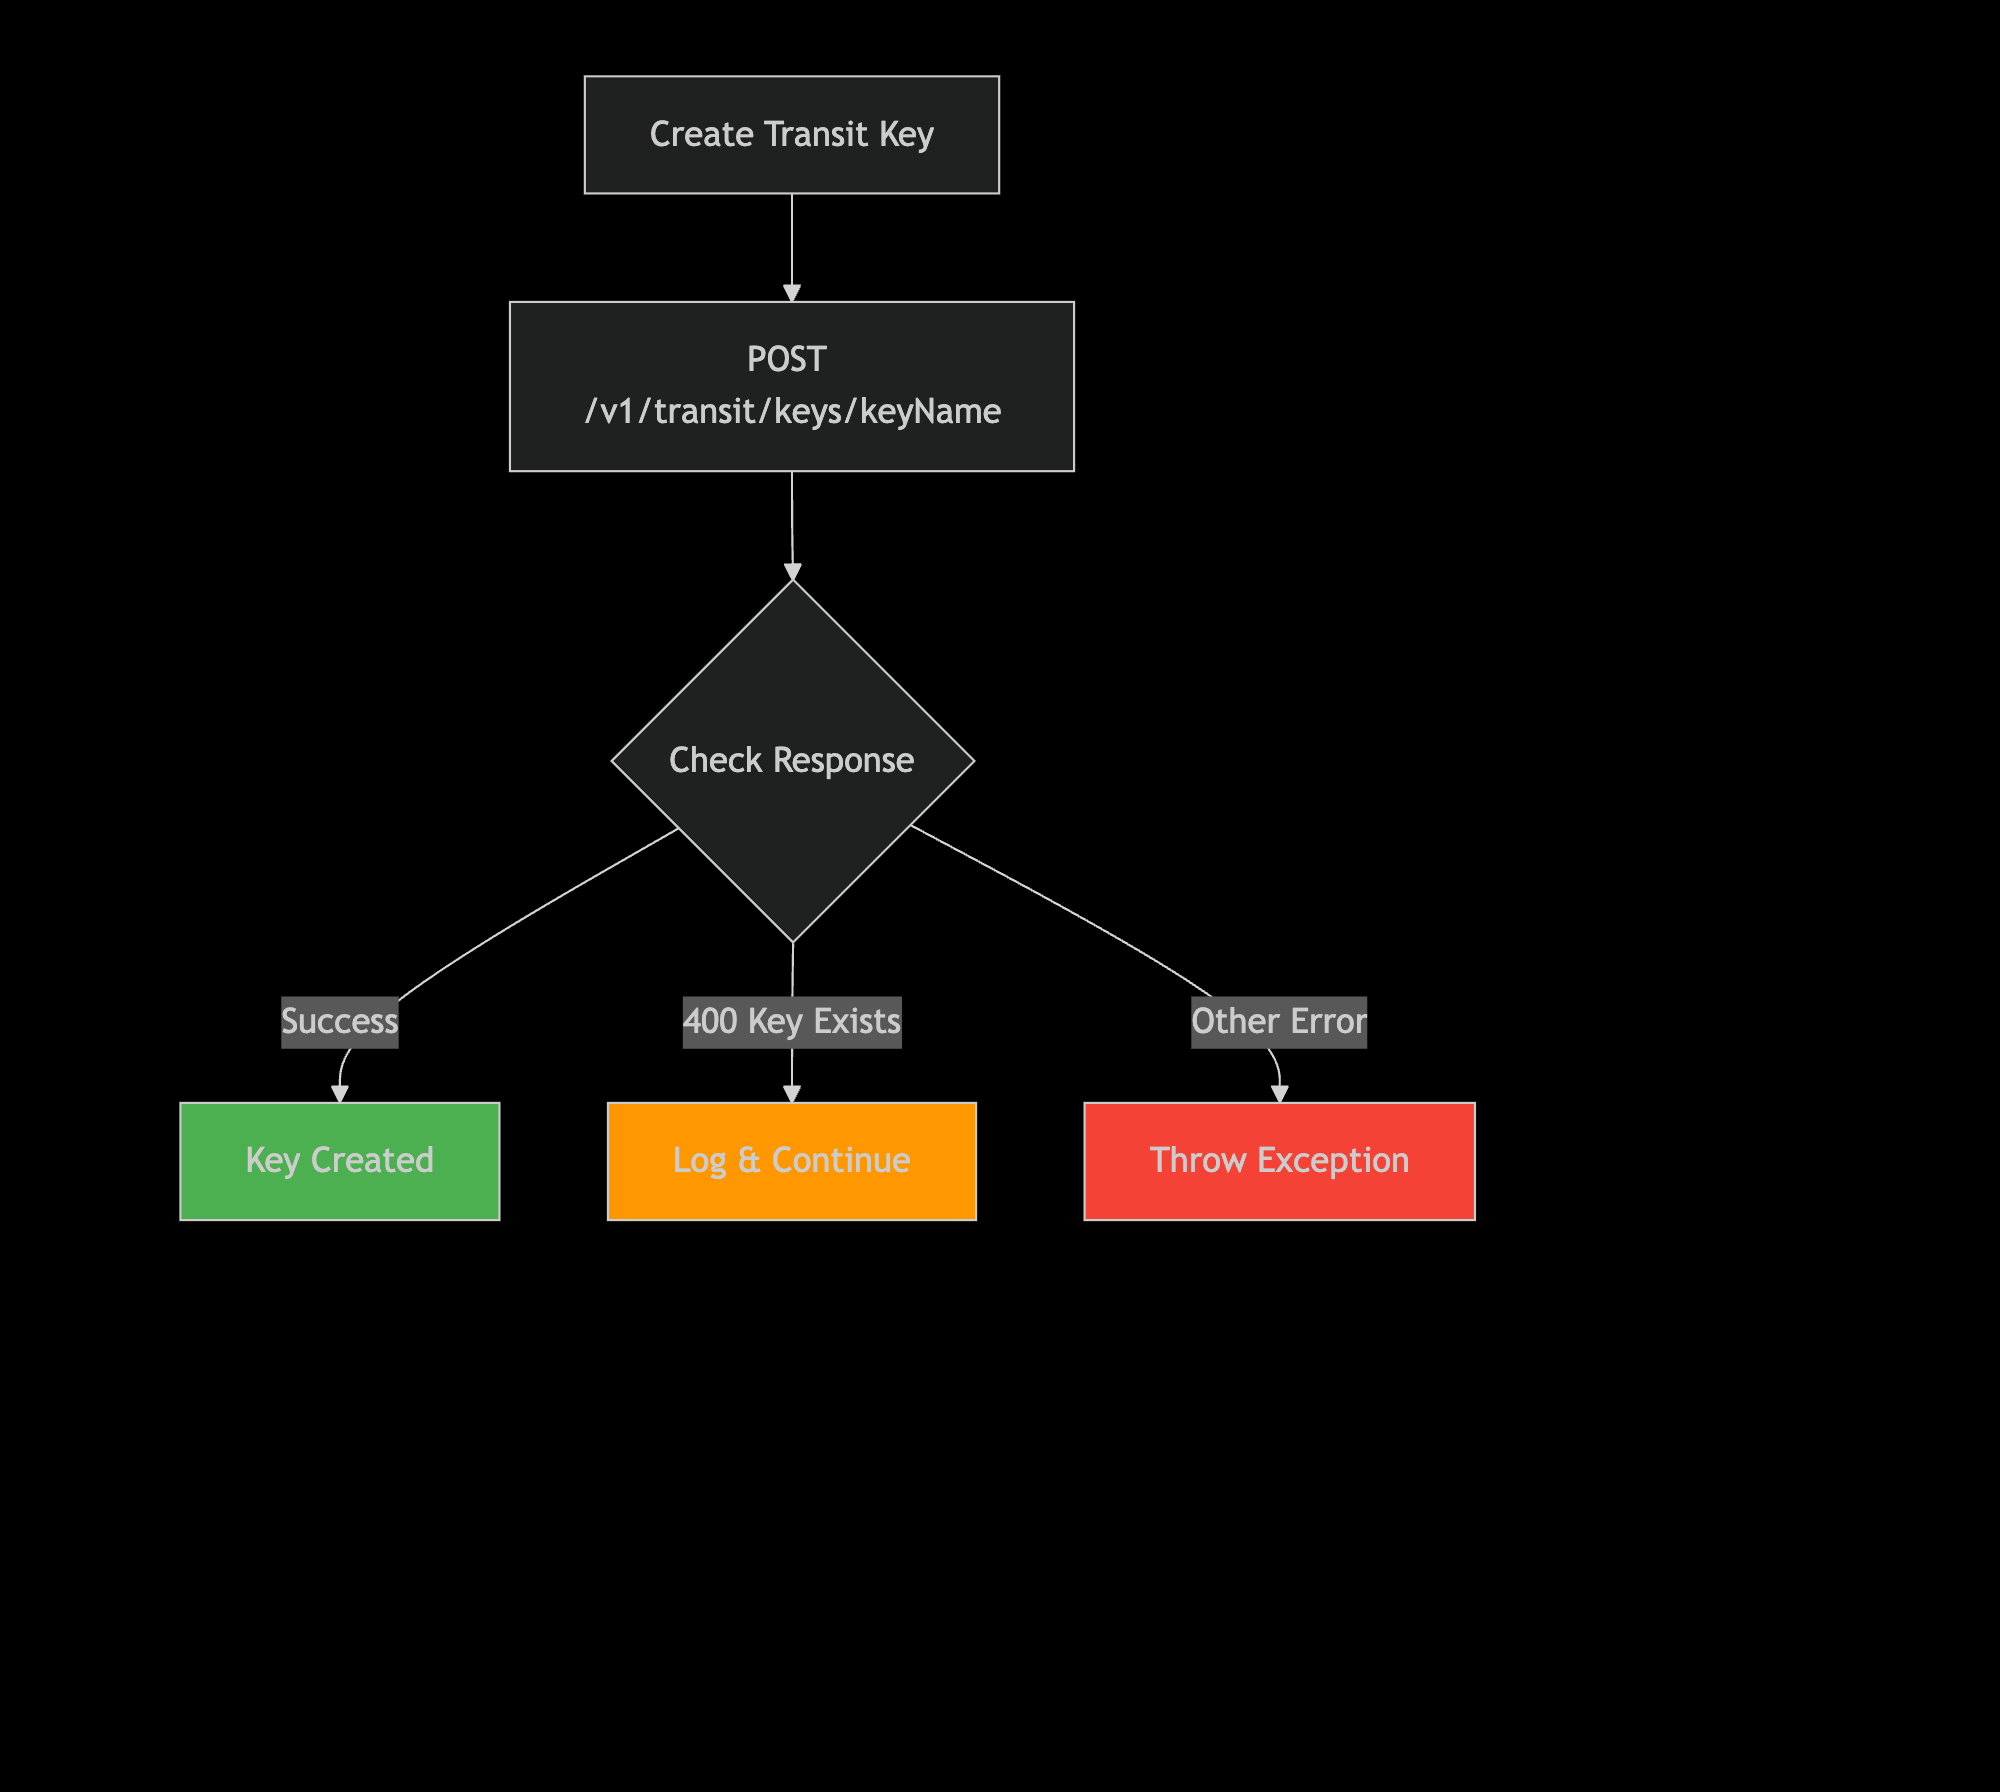 Create Transit Key
POST
/v1/transit/keys/keyName
Check Response
Success
400 Key Exists
Other Error
Key Created
Log & Continue
Throw Exception